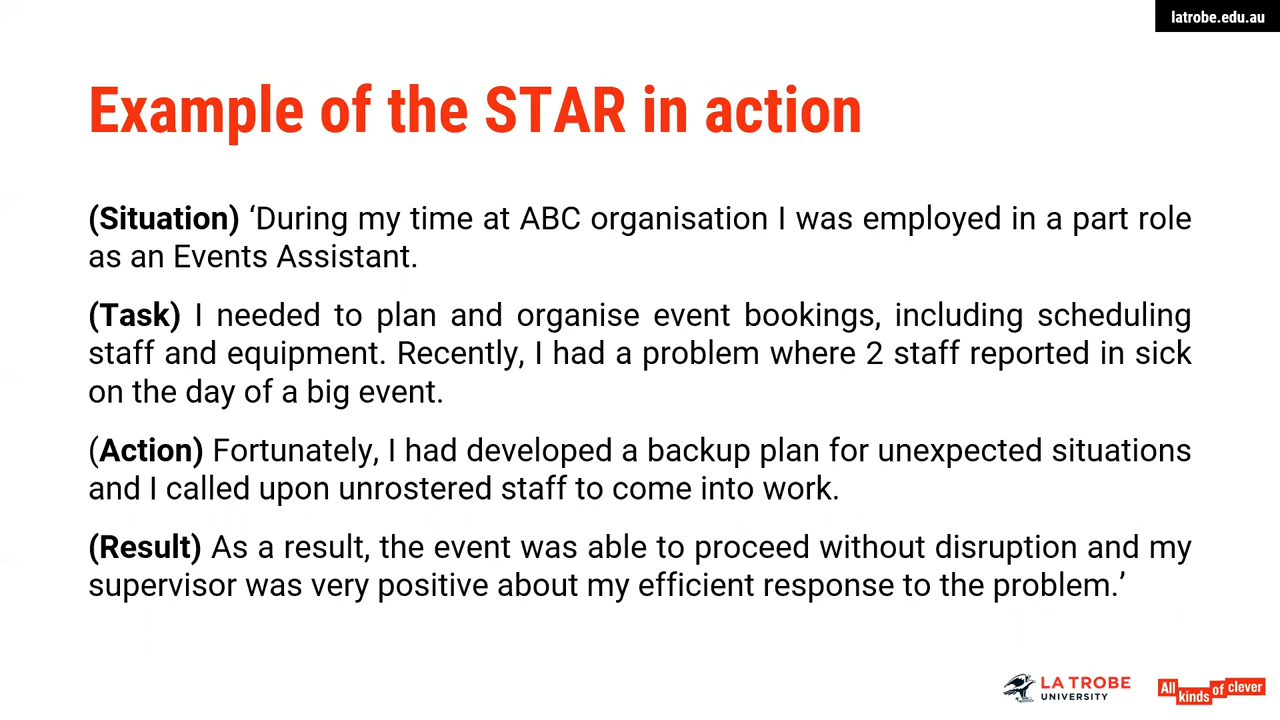 latrobe.edu.au
Example of the STAR in action
(Situation) ‘During my time at ABC organisation I was employed in a part role
as an Events Assistant.
(Task) I needed to plan and organise event bookings, including scheduling
staff and equipment. Recently, I had a problem where 2 staff reported in sick
on the day of a big event.
(Action) Fortunately, I had developed a backup plan for unexpected situations
and I called upon unrostered staff to come into work.
(Result) As a result, the event was able to proceed without disruption and my
supervisor was very positive about my efficient response to the problem.’
LA TROBE
UNIVERSITY
All kinds of clever